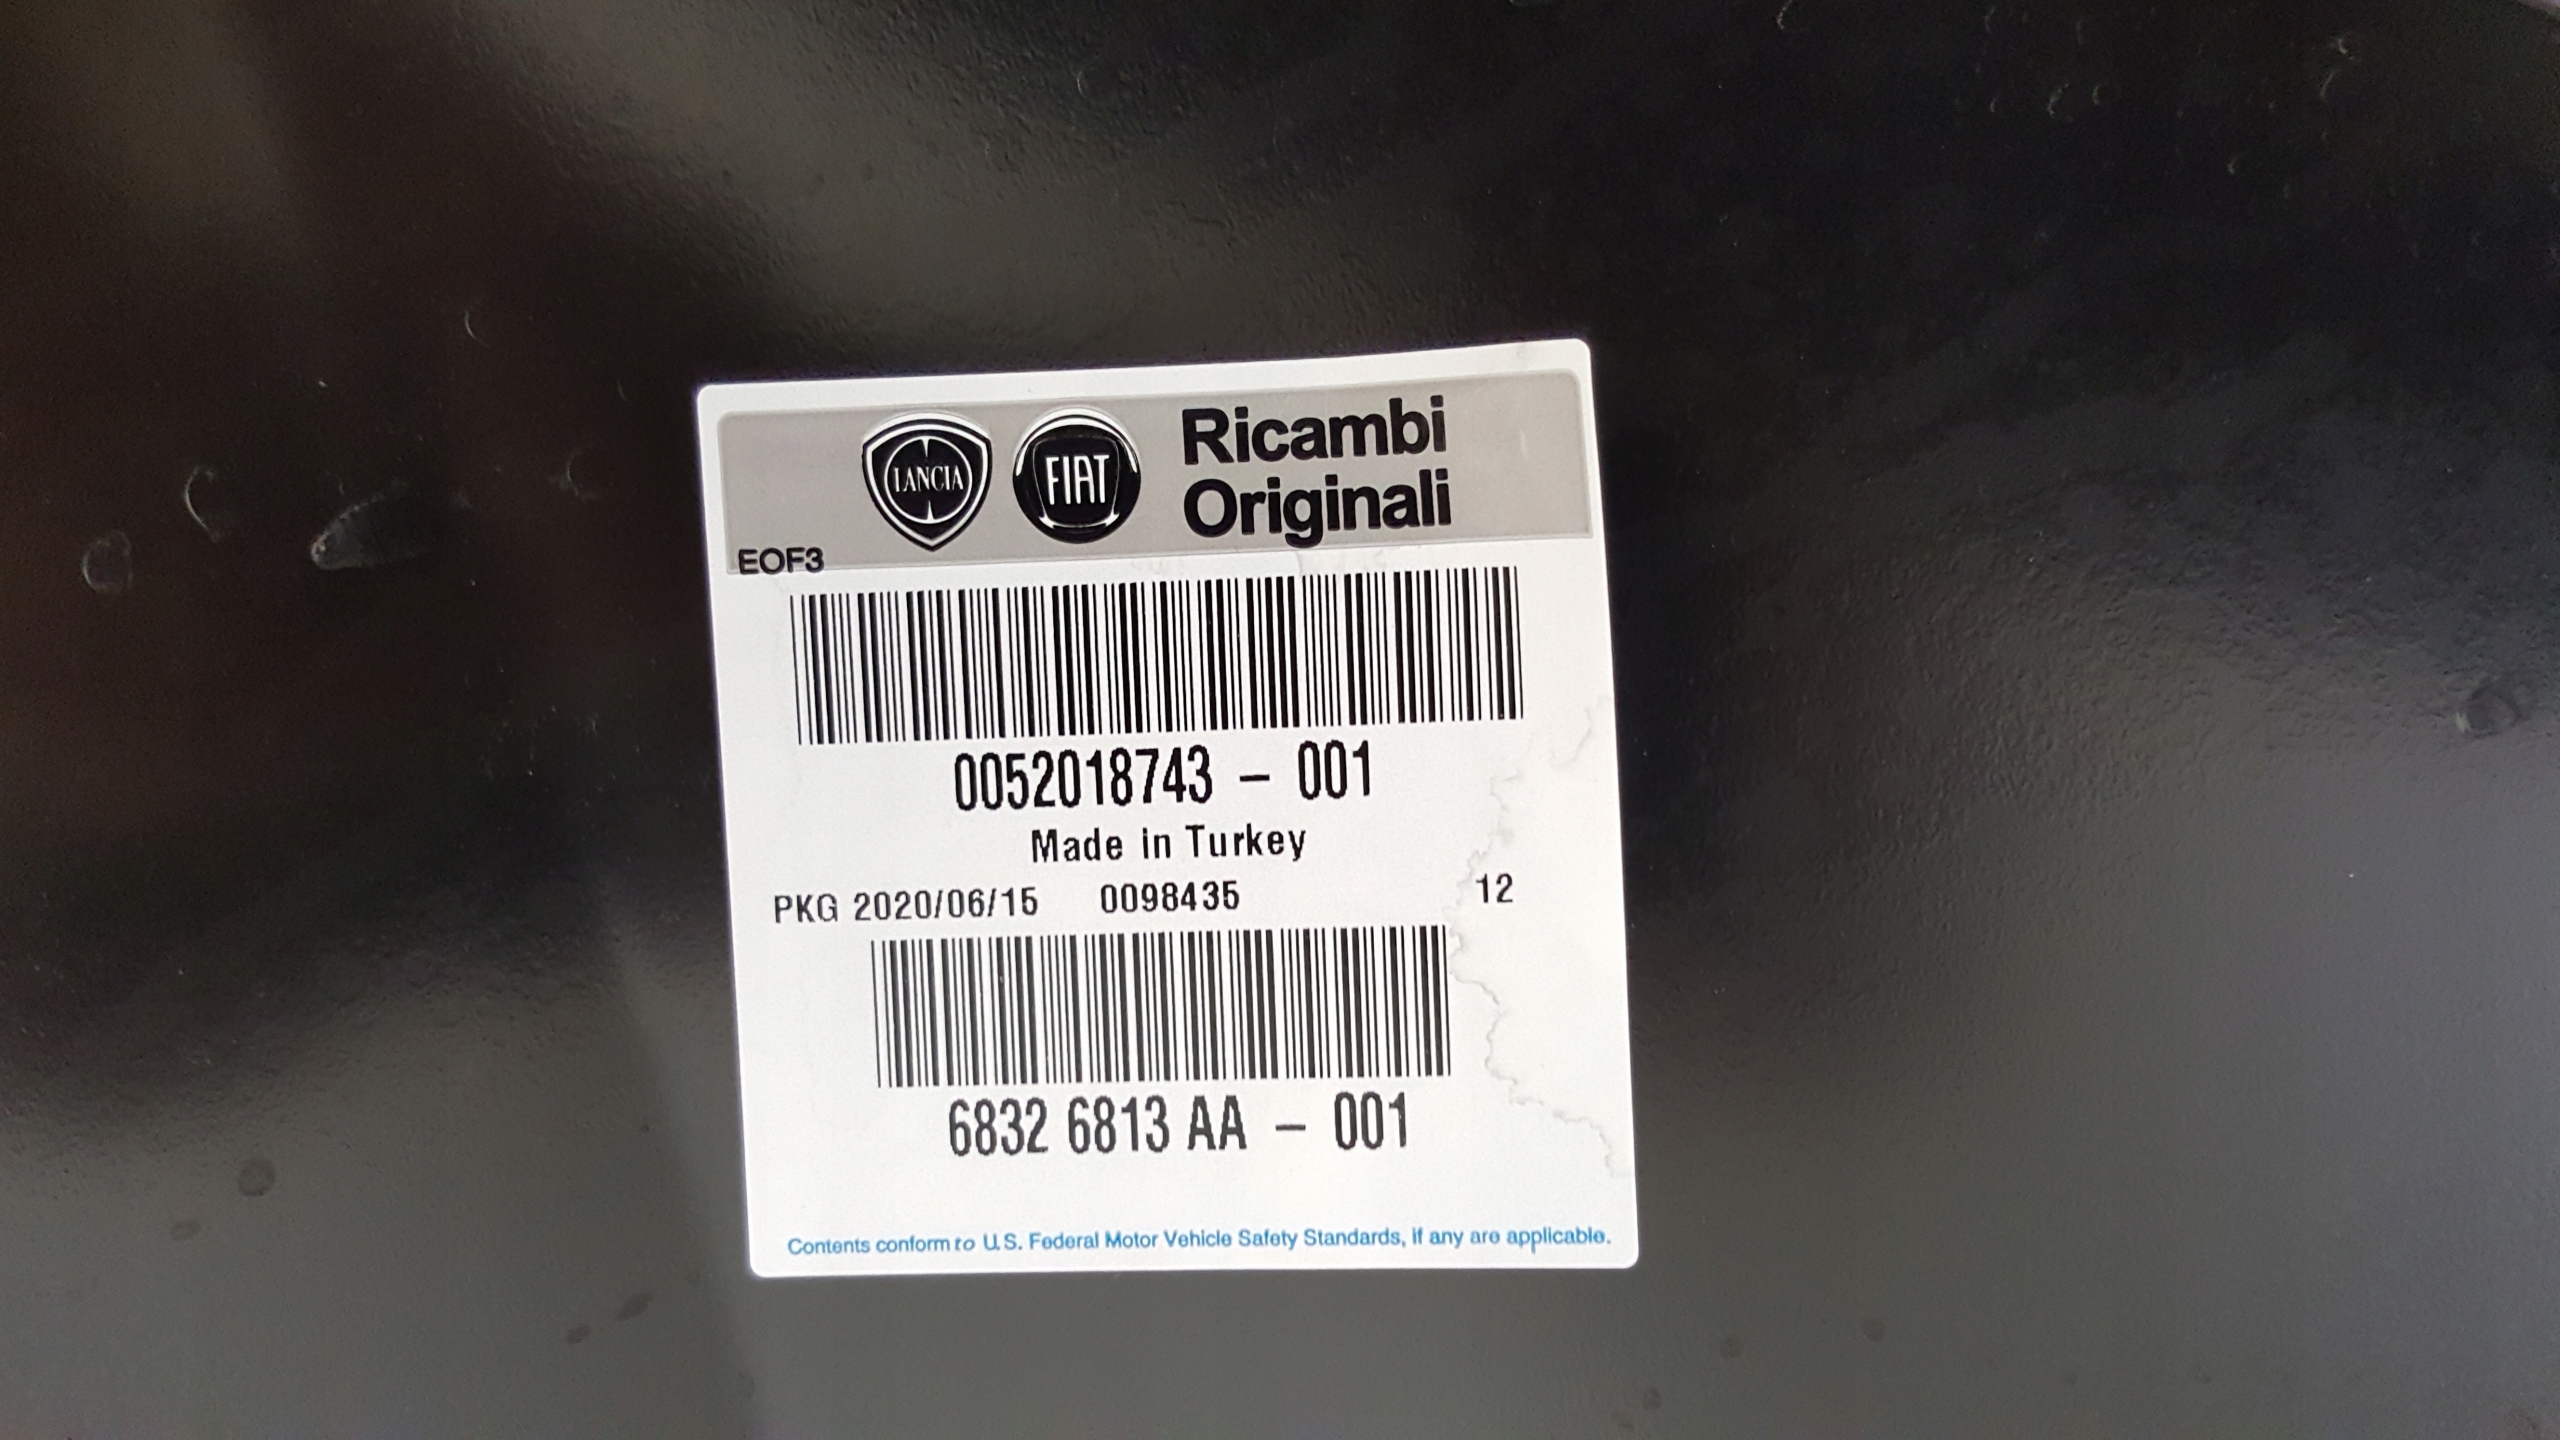 LANCIA FIAT Ricambi
Originali
EOF3
0052018743 – 001
Made in Turkey
PKG 2020/06/15 0098435 12
6832 6813 AA – 001
Contents conform to U.S. Federal Motor Vehicle Safety Standards, if any are applicable.